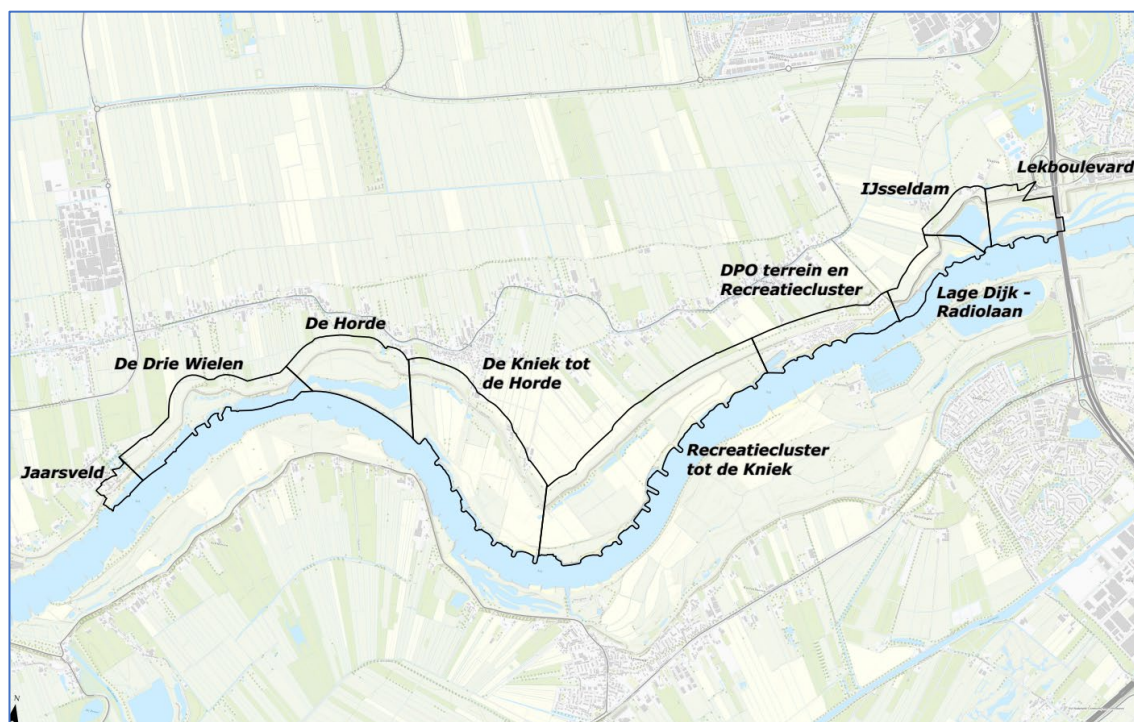 Lekboulevard
IJsseldam
DPO terrein en
Recreatiecluster
Lage Dijk -
Radiolaan
De Horde
De Drie Wielen
De Kniek tot
de Horde
Recreatiecluster
tot de Kniek
Jaarsveld
N